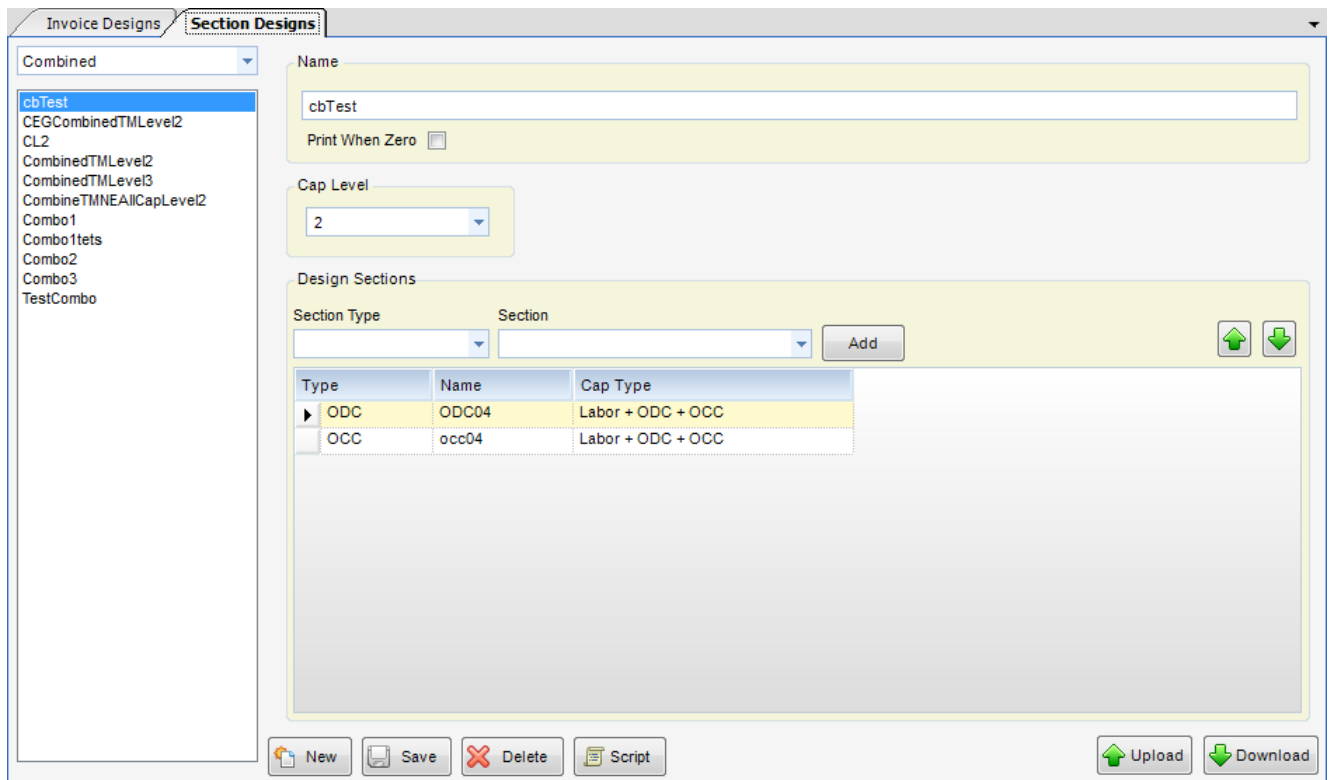 Invoice Designs Section Designs
Combined
cbTest
CEGCombinedTMLevel2
CL2
CombinedTMLevel2
CombinedTMLevel3
CombineTMNEAllCapLevel2
Combo1
Combo1tets
Combo2
Combo3
TestCombo
Name
cbTest
Print When Zero
Cap Level
2
Design Sections
Section Type Section
Add
Type Name Cap Type
ODC ODC04 Labor + ODC + OCC
OCC occ04 Labor + ODC + OCC
New Save Delete Script Upload Download